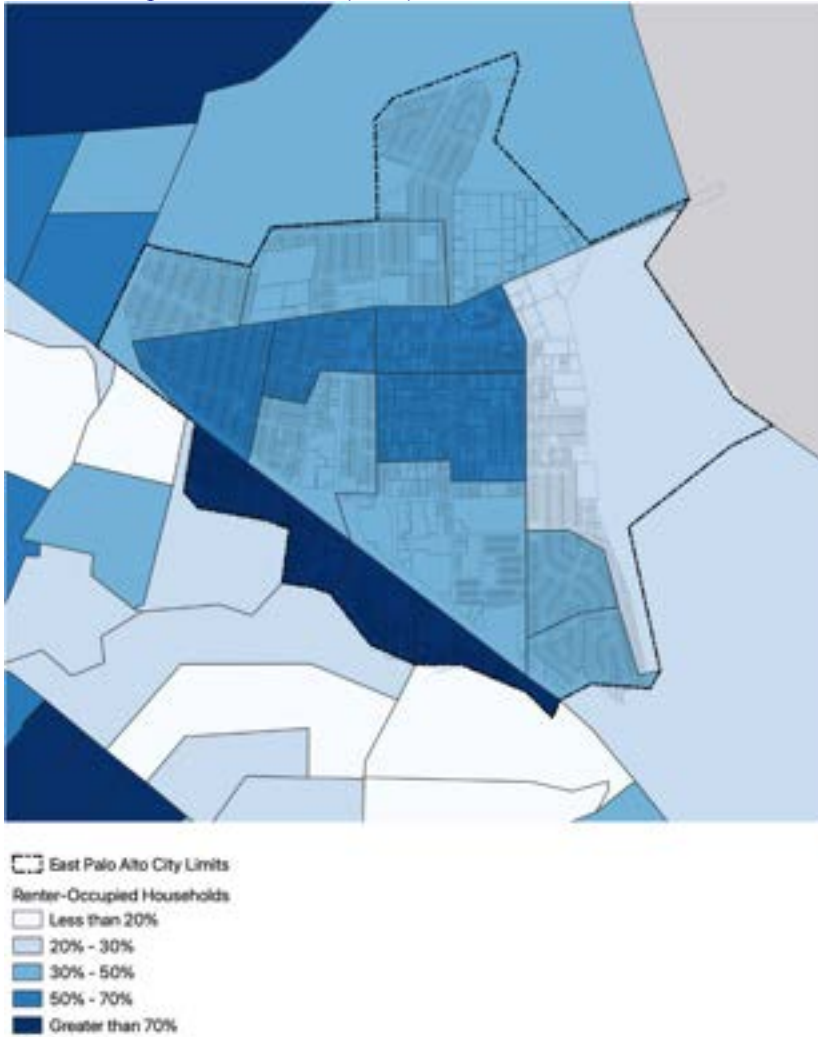 East Palo Alto City Limits
Renter-Occupied Households
Less than 20%
20% - 30%
30% - 50%
50% - 70%
Greater than 70%